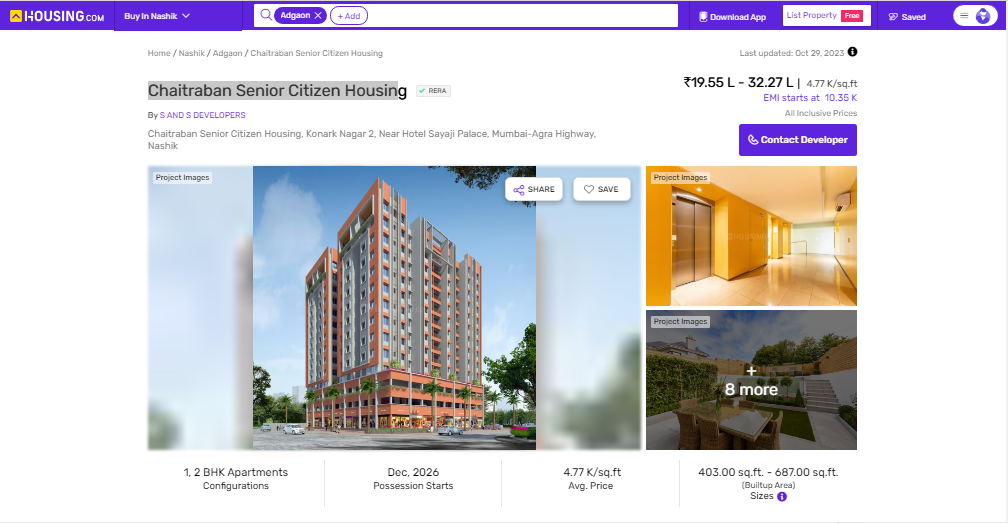 HOUSING.COM
Buy In Nashik
Adgaon
+ Add
Download App
List Property Free
Saved
Home / Nashik / Adgaon / Chaitraban Senior Citizen Housing
Last updated: Oct 29, 2023
Chaitraban Senior Citizen Housing
RERA
₹19.55 L - 32.27 L | 4.77 K/sq.ft
EMI starts at 10.35 K
By S AND S DEVELOPERS
All Inclusive Prices
Chaitraban Senior Citizen Housing, Konark Nagar 2, Near Hotel Sayaji Palace, Mumbai-Agra Highway,
Nashik
Contact Developer
Project Images
SHARE
SAVE
Project Images
Project Images
+
8 more
1, 2 BHK Apartments
Configurations
Dec, 2026
Possession Starts
4.77 K/sq.ft
Avg. Price
403.00 sq.ft. - 687.00 sq.ft.
(Builtup Area)
Sizes